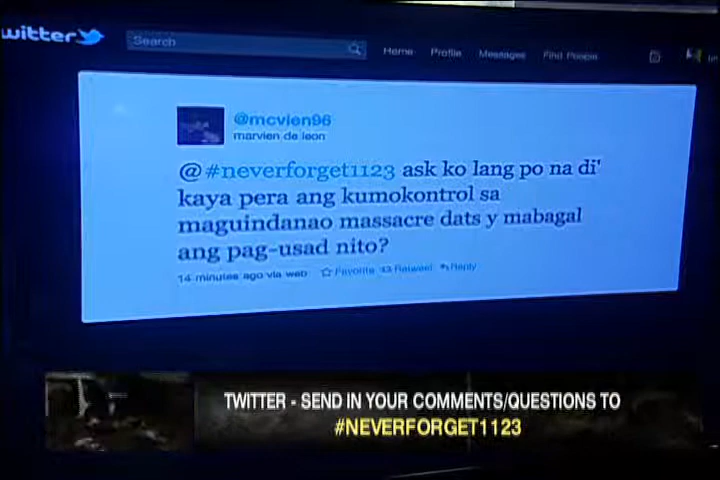 witter
Search
Home Profile Messages Find People
@mcvien96
marvien de leon
@#neverforget1123 ask ko lang po na di'
kaya pera ang kumokontrol sa
maguindanao massacre dats y mabagal
ang pag-usad nito?
14 minutes ago via web Favorite Retweet Reply
TWITTER - SEND IN YOUR COMMENTS/QUESTIONS TO
#NEVERFORGET1123